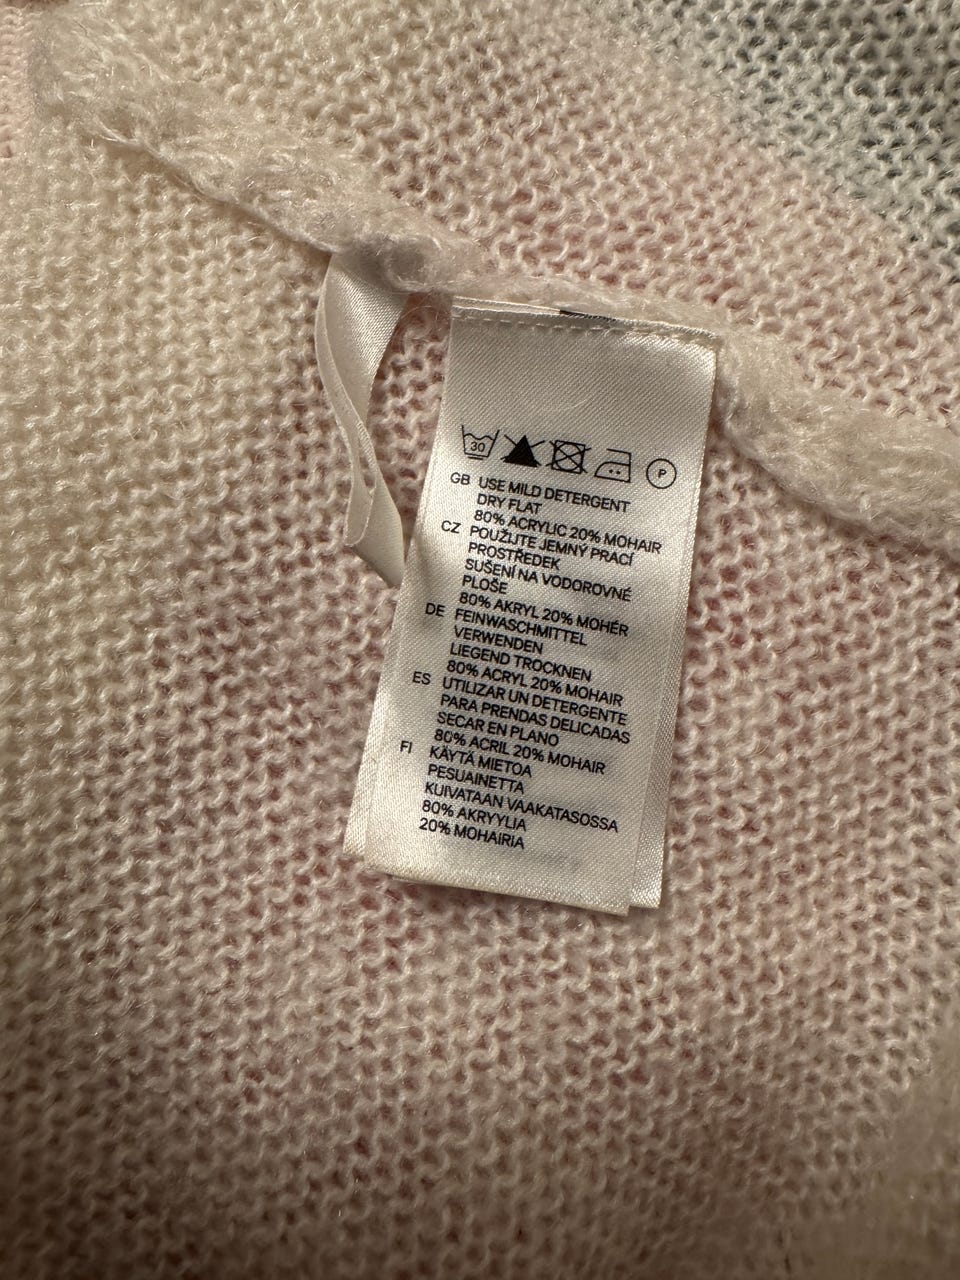 30
P
GB USE MILD DETERGENT
DRY FLAT
80% ACRYLIC 20% MOHAIR
CZ POUŽIJTE JEMNÝ PRACÍ
PROSTŘEDEK
SUŠENÍ NA VODOROVNÉ
PLOŠE
80% AKRYL 20% MOHÉR
DE FEINWASCHMITTEL
VERWENDEN
LIEGEND TROCKNEN
80% ACRYL 20% MOHAIR
ES UTILIZAR UN DETERGENTE
PARA PRENDAS DELICADAS
SECAR EN PLANO
80% ACRIL 20% MOHAIR
FI KÄYTÄ MIETOA
PESUAINETTA
KUIVATAAN VAAKATASOSSA
80% AKRYYLIA
20% MOHAIRIA